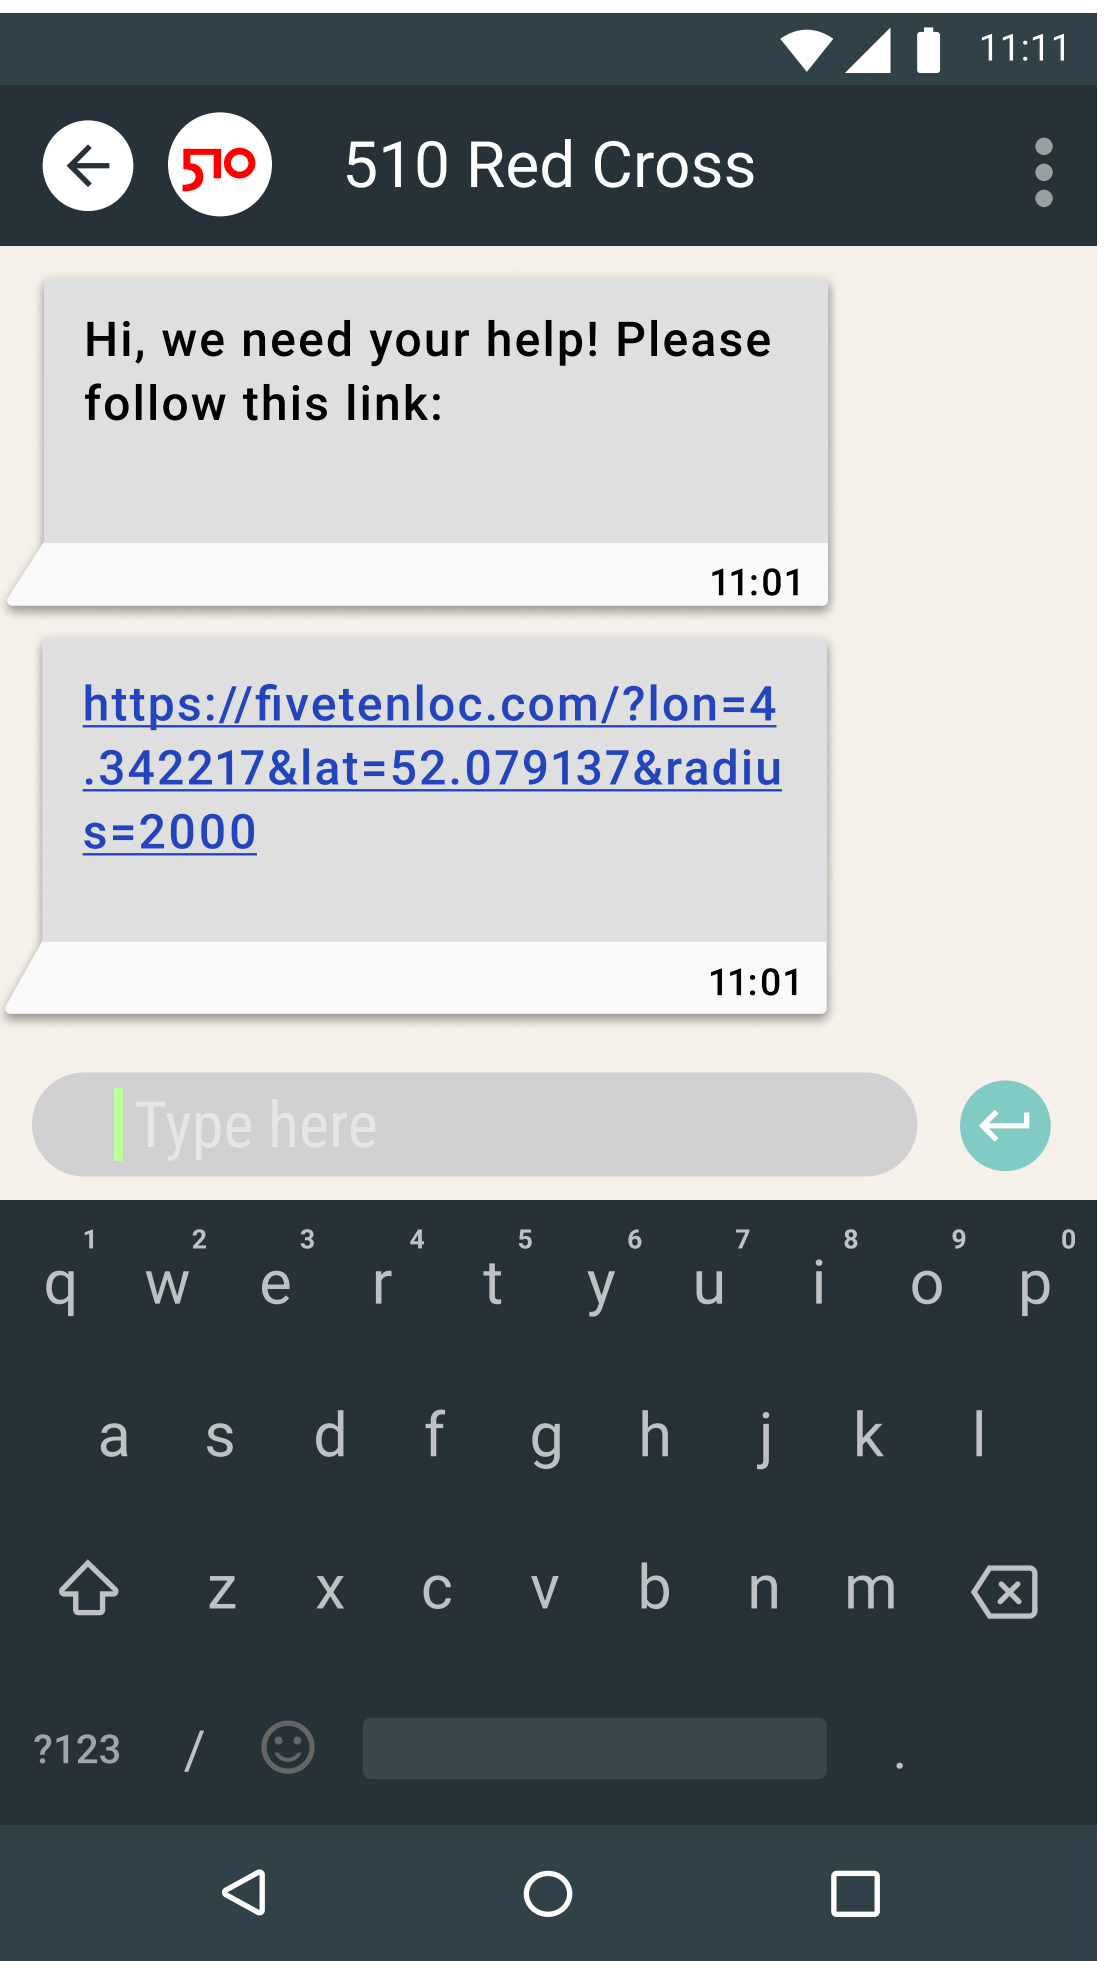 11:11
510
510 Red Cross
Hi, we need your help! Please
follow this link:
11:01
https://fivetenloc.com/?lon=4
.342217&lat=52.079137&radiu
s=2000
11:01
Type here
1 2 3 4 5 6 7 8 9 0
q w e r t y u i o p
a s d f g h j k l
z x c v b n m
?123 / .